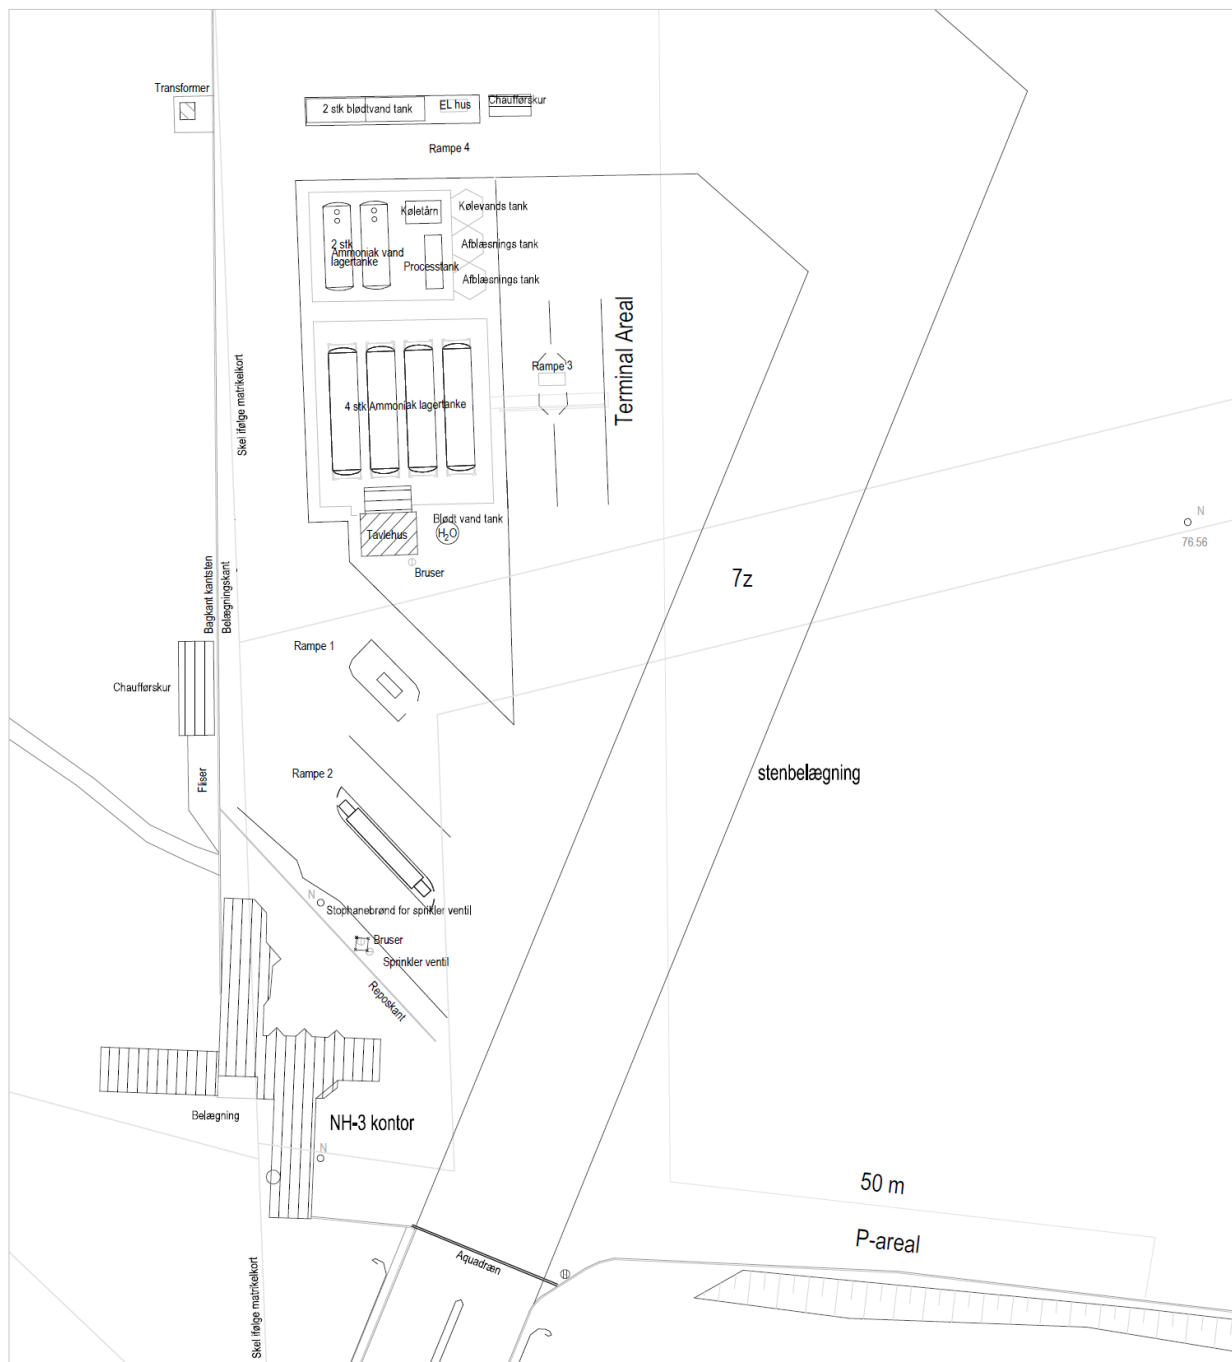 Transformer
2 stk blødtvand tank
EL hus
Chaufførskur
Rampe 4
Køletårn
Kølevands tank
2 stk
Ammoniak vand
lagertanke
Afblæsnings tank
Processtank
Afblæsnings tank
Terminal Areal
Rampe 3
Skel ifølge matrikelkort
4 stk Ammoniak lagertanke
Blødt vand tank
Tavlehus
H2O
N
76.56
Bruser
Bagkant kantsten
Belægningskant
7z
Rampe 1
Chaufførskur
Fliser
Rampe 2
stenbelægning
N
Stophanebrønd for sprikler ventil
Bruser
Sprinkler ventil
Reposkant
Belægning
NH-3 kontor
N
50 m
P-areal
Aquadræn
Skel ifølge matrikelkort